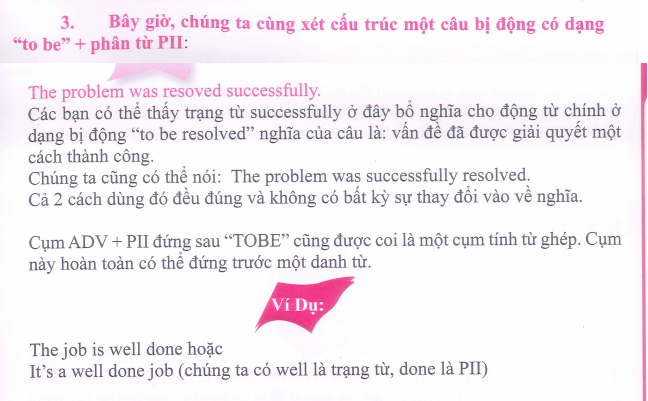 3. Bây giờ, chúng ta cùng xét cấu trúc một câu bị động có dạng
“to be” + phân từ PII:
The problem was resoved successfully.
Các bạn có thể thấy trạng từ successfully ở đây bổ nghĩa cho động từ chính ở
dạng bị động “to be resolved” nghĩa của câu là: vấn đề đã được giải quyết một
cách thành công.
Chúng ta cũng có thể nói: The problem was successfully resolved.
Cả 2 cách dùng đó đều đúng và không có bất kỳ sự thay đổi vào về nghĩa.
Cụm ADV + PII đứng sau “TOBE” cũng được coi là một cụm tính từ ghép. Cụm
này hoàn toàn có thể đứng trước một danh từ.
Ví Dụ:
The job is well done hoặc
It’s a well done job (chúng ta có well là trạng từ, done là PII)